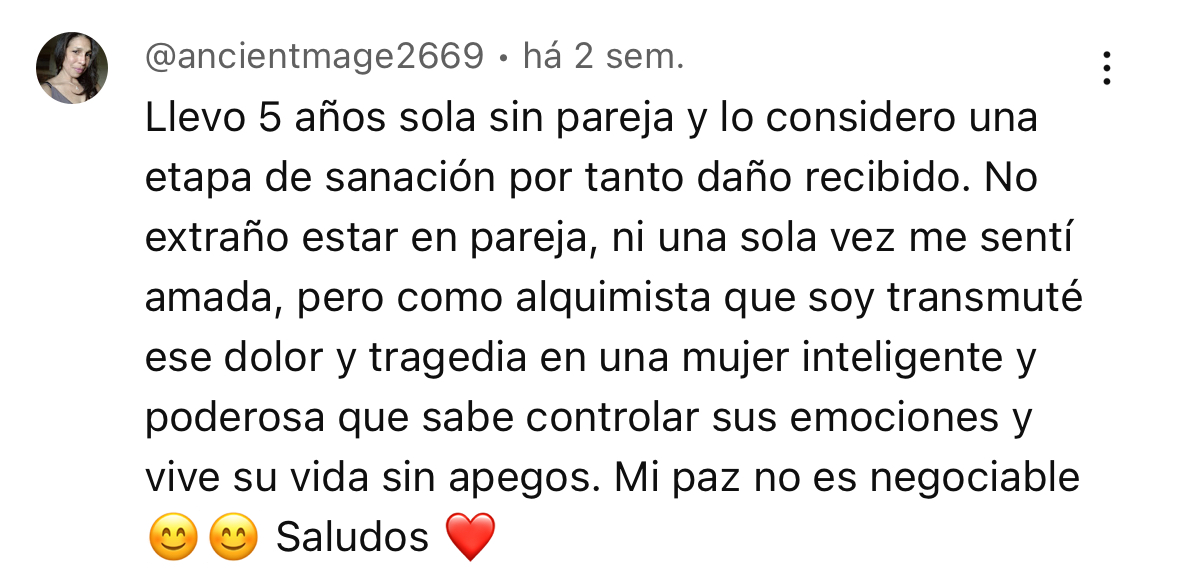 @ancientmage2669 • há 2 sem.
Llevo 5 años sola sin pareja y lo considero una
etapa de sanación por tanto daño recibido. No
extraño estar en pareja, ni una sola vez me sentí
amada, pero como alquimista que soy transmuté
ese dolor y tragedia en una mujer inteligente y
poderosa que sabe controlar sus emociones y
vive su vida sin apegos. Mi paz no es negociable
😊😊 Saludos ❤️